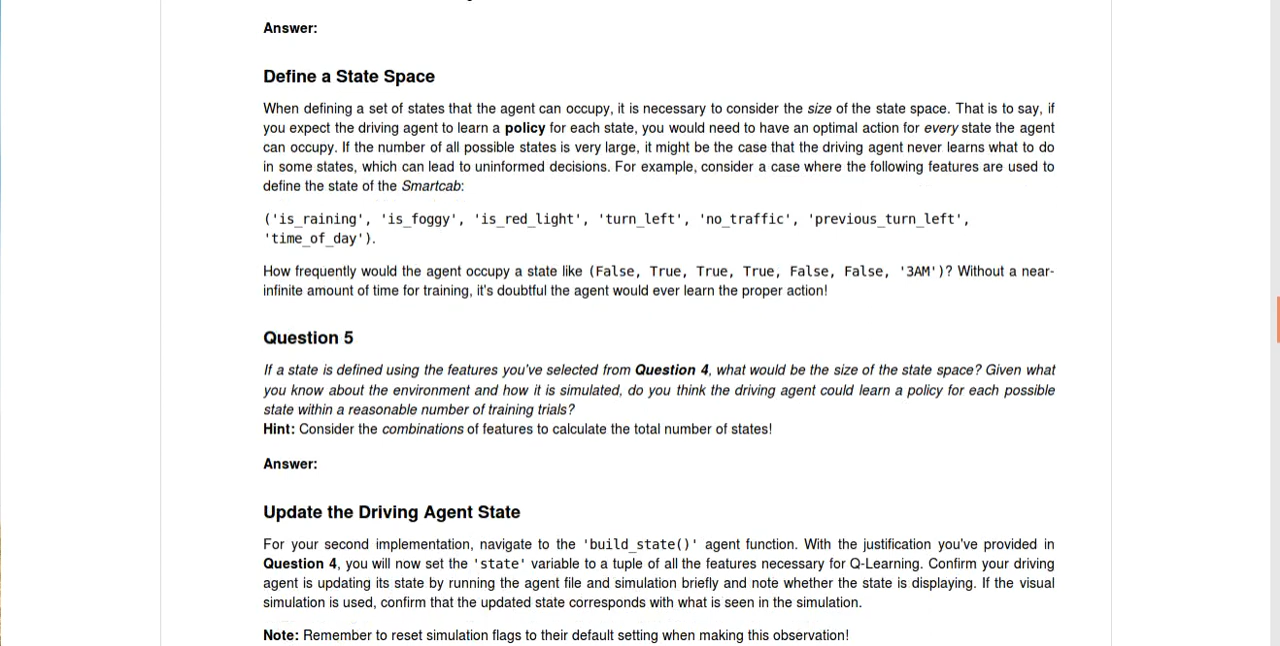 Answer:
Define a State Space
When defining a set of states that the agent can occupy, it is necessary to consider the size of the state space. That is to say, if
you expect the driving agent to learn a policy for each state, you would need to have an optimal action for every state the agent
can occupy. If the number of all possible states is very large, it might be the case that the driving agent never learns what to do
in some states, which can lead to uninformed decisions. For example, consider a case where the following features are used to
define the state of the Smartcab:
('is_raining', 'is_foggy', 'is_red_light', 'turn_left', 'no_traffic', 'previous_turn_left',
'time_of_day').
How frequently would the agent occupy a state like (False, True, True, True, False, False, '3AM')? Without a near-
infinite amount of time for training, it's doubtful the agent would ever learn the proper action!
Question 5
If a state is defined using the features you've selected from Question 4, what would be the size of the state space? Given what
you know about the environment and how it is simulated, do you think the driving agent could learn a policy for each possible
state within a reasonable number of training trials?
Hint: Consider the combinations of features to calculate the total number of states!
Answer:
Update the Driving Agent State
For your second implementation, navigate to the 'build_state()' agent function. With the justification you've provided in
Question 4, you will now set the 'state' variable to a tuple of all the features necessary for Q-Learning. Confirm your driving
agent is updating its state by running the agent file and simulation briefly and note whether the state is displaying. If the visual
simulation is used, confirm that the updated state corresponds with what is seen in the simulation.
Note: Remember to reset simulation flags to their default setting when making this observation!